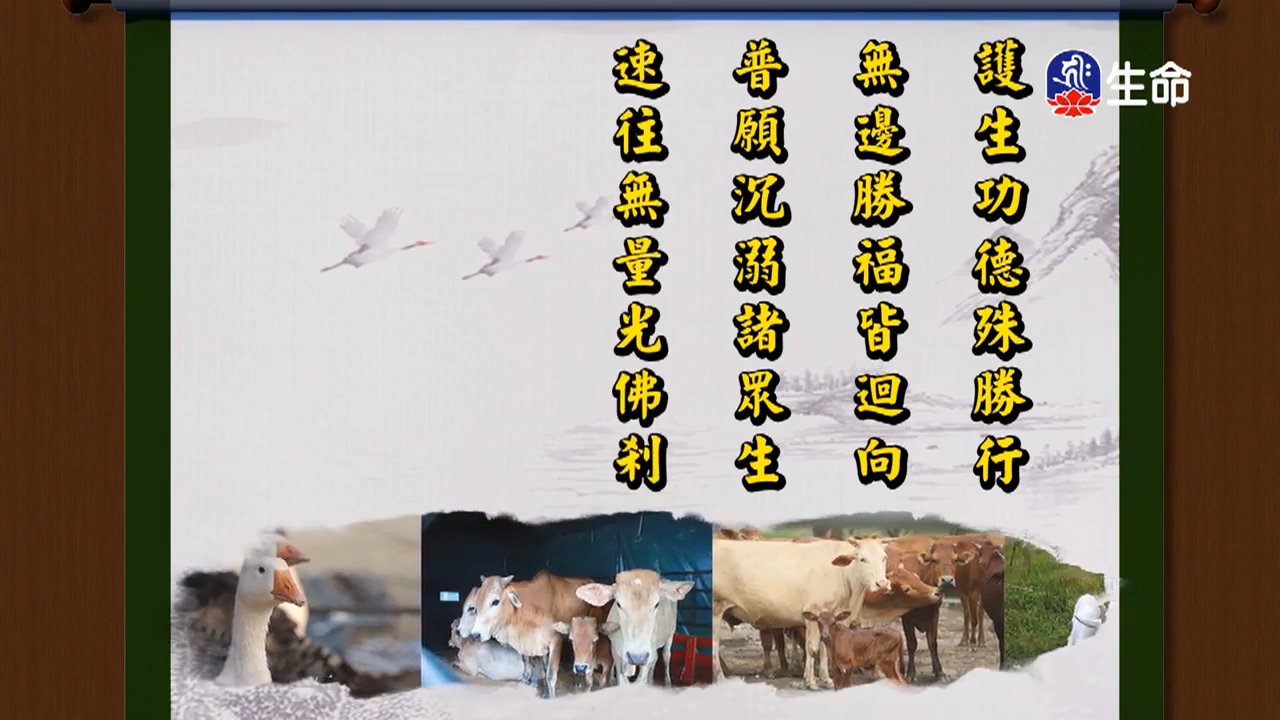 護生功德殊勝行
無邊勝福皆迴向
普願沉溺諸眾生
速往無量光佛剎
生命